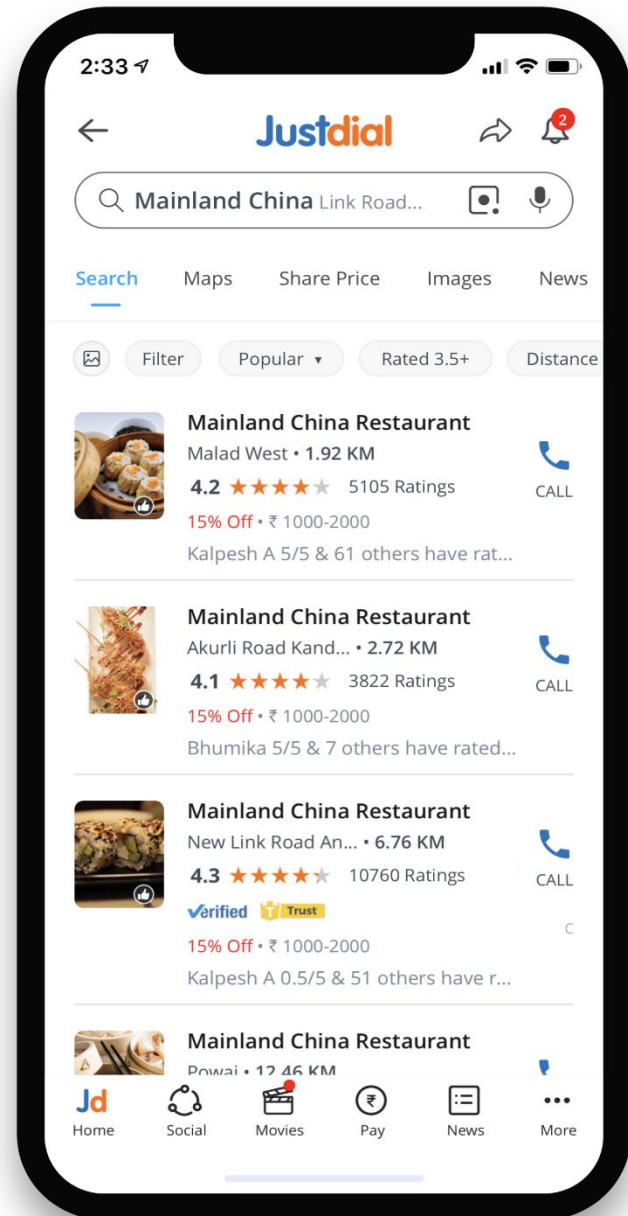 2:33
Justdial
2
Mainland China Link Road...
Search Maps Share Price Images News
Filter Popular ▾ Rated 3.5+ Distance
Mainland China Restaurant
Malad West • 1.92 KM
4.2 ★★★★★ 5105 Ratings
CALL
15% Off • ₹ 1000-2000
Kalpesh A 5/5 & 61 others have rat...
Mainland China Restaurant
Akurli Road Kand... • 2.72 KM
4.1 ★★★★★ 3822 Ratings
CALL
15% Off • ₹ 1000-2000
Bhumika 5/5 & 7 others have rated...
Mainland China Restaurant
New Link Road An... • 6.76 KM
4.3 ★★★★★ 10760 Ratings
CALL
Verified T Trust
C
15% Off • ₹ 1000-2000
Kalpesh A 0.5/5 & 51 others have r...
Mainland China Restaurant
Powai • 12.46 KM
Jd
Home Social Movies Pay News More